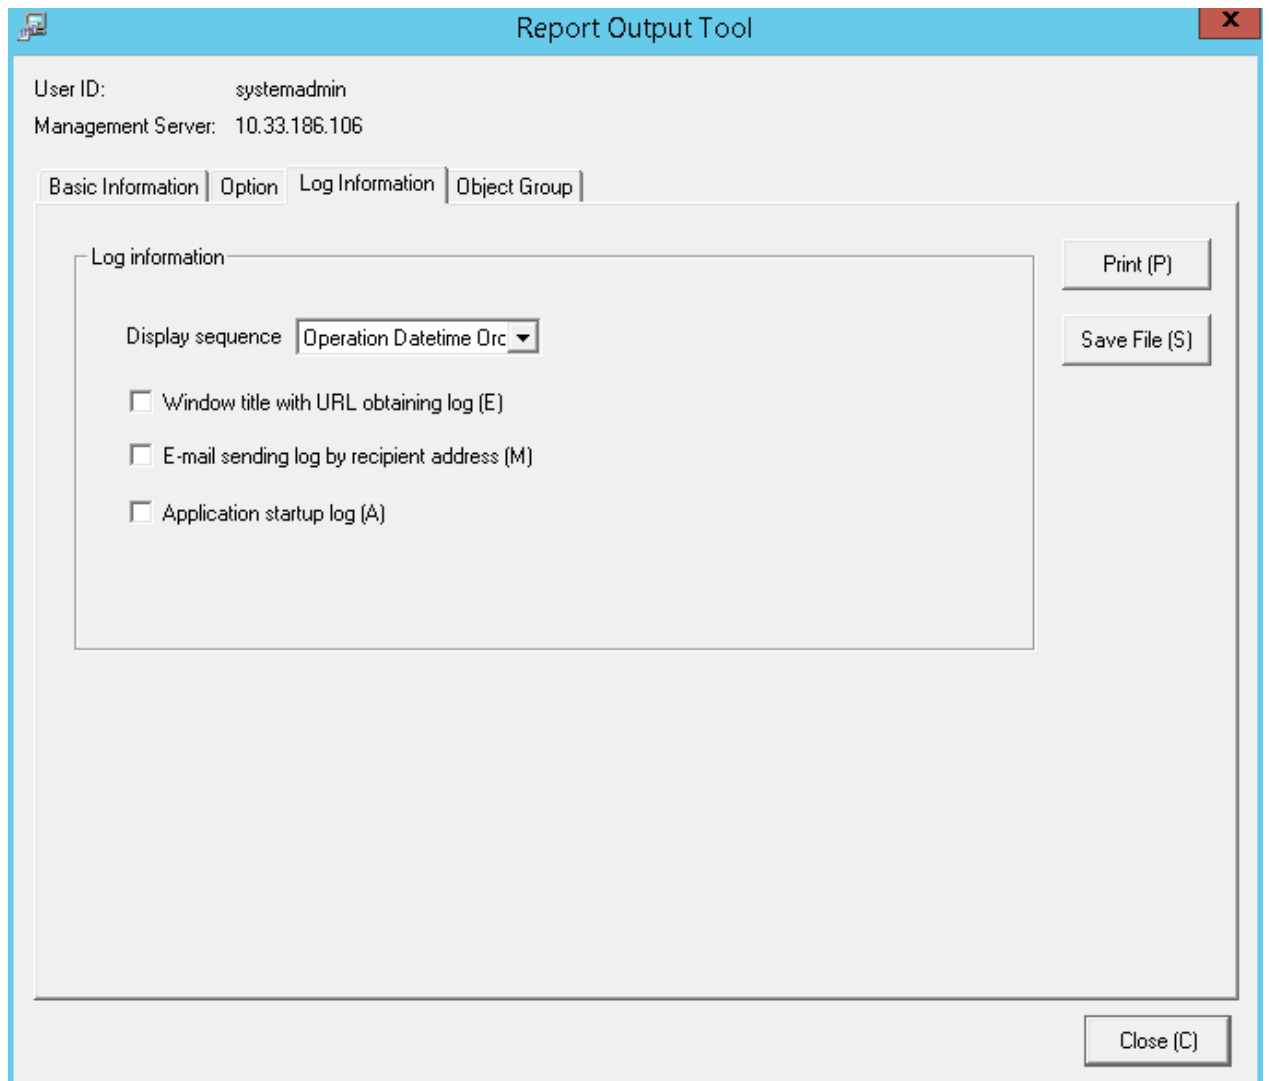 Report Output Tool
x
User ID: systemadmin
Management Server: 10.33.186.106
Basic Information Option Log Information Object Group
Log information
Print (P)
Display sequence Operation Datetime Orc
Save File (S)
Window title with URL obtaining log (E)
E-mail sending log by recipient address (M)
Application startup log (A)
Close (C)